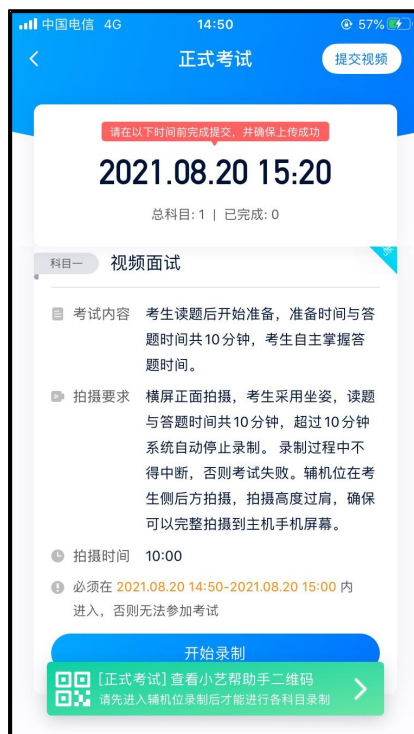 中国电信 4G 14:50 57%
正式考试 提交视频
请在以下时间前完成提交，并确保上传成功
2021.08.20 15:20
总科目: 1 | 已完成: 0
科目一 视频面试
考试内容 考生读题后开始准备，准备时间与答
题时间共10分钟，考生自主掌握答
题时间。
拍摄要求 横屏正面拍摄，考生采用坐姿，读题
与答题时间共10分钟，超过10分钟
系统自动停止录制。 录制过程中不
得中断，否则考试失败。辅机位在考
生侧后方拍摄，拍摄高度过肩，确保
可以完整拍摄到主机手机屏幕。
拍摄时间 10:00
必须在 2021.08.20 14:50-2021.08.20 15:00 内
进入，否则无法参加考试
开始录制
[正式考试] 查看小艺帮助手二维码
请先进入辅机位录制后才能进行各科目录制